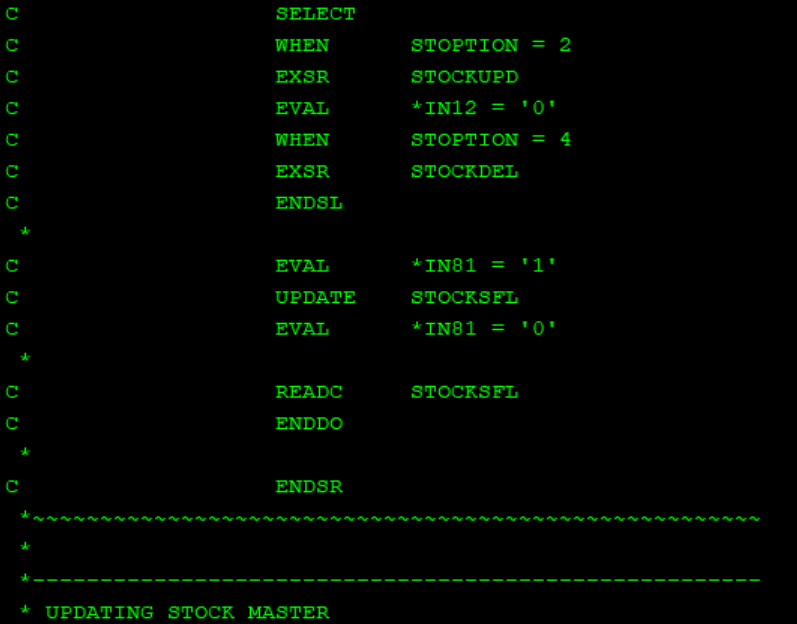 C                   SELECT
C                   WHEN      STOPTION = 2
C                   EXSR      STOCKUPD
C                   EVAL      *IN12 = '0'
C                   WHEN      STOPTION = 4
C                   EXSR      STOCKDEL
C                   ENDSL
 *
C                   EVAL      *IN81 = '1'
C                   UPDATE    STOCKSFL
C                   EVAL      *IN81 = '0'
 *
C                   READC     STOCKSFL
C                   ENDDO
 *
C                   ENDSR
 *~~~~~~~~~~~~~~~~~~~~~~~~~~~~~~~~~~~~~~~~~~~~~~~~~~~~~~
 *
 *------------------------------------------------------
 * UPDATING STOCK MASTER